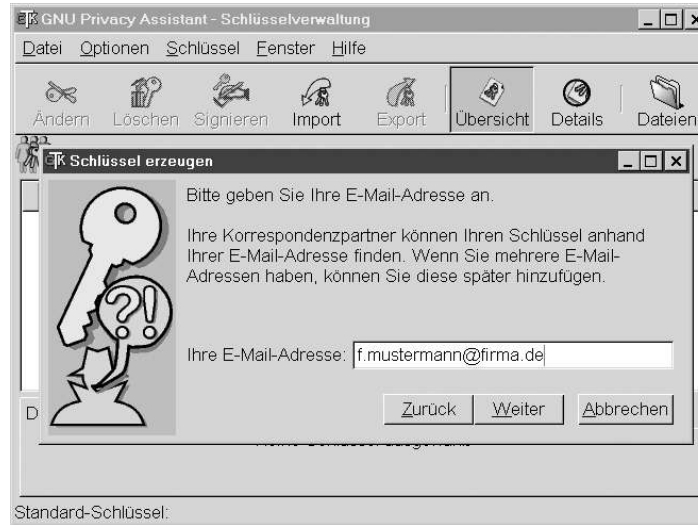 GNU Privacy Assistant - Schlüsselverwaltung
Datei Optionen Schlüssel Fenster Hilfe
Ändern Löschen Signieren Import Export Übersicht Details Dateien
Schlüssel erzeugen
Bitte geben Sie Ihre E-Mail-Adresse an.
Ihre Korrespondenzpartner können Ihren Schlüssel anhand
Ihrer E-Mail-Adresse finden. Wenn Sie mehrere E-Mail-
Adressen haben, können Sie diese später hinzufügen.
?!
Ihre E-Mail-Adresse: f.mustermann@firma.de
Zurück Weiter Abbrechen
D
Standard-Schlüssel: